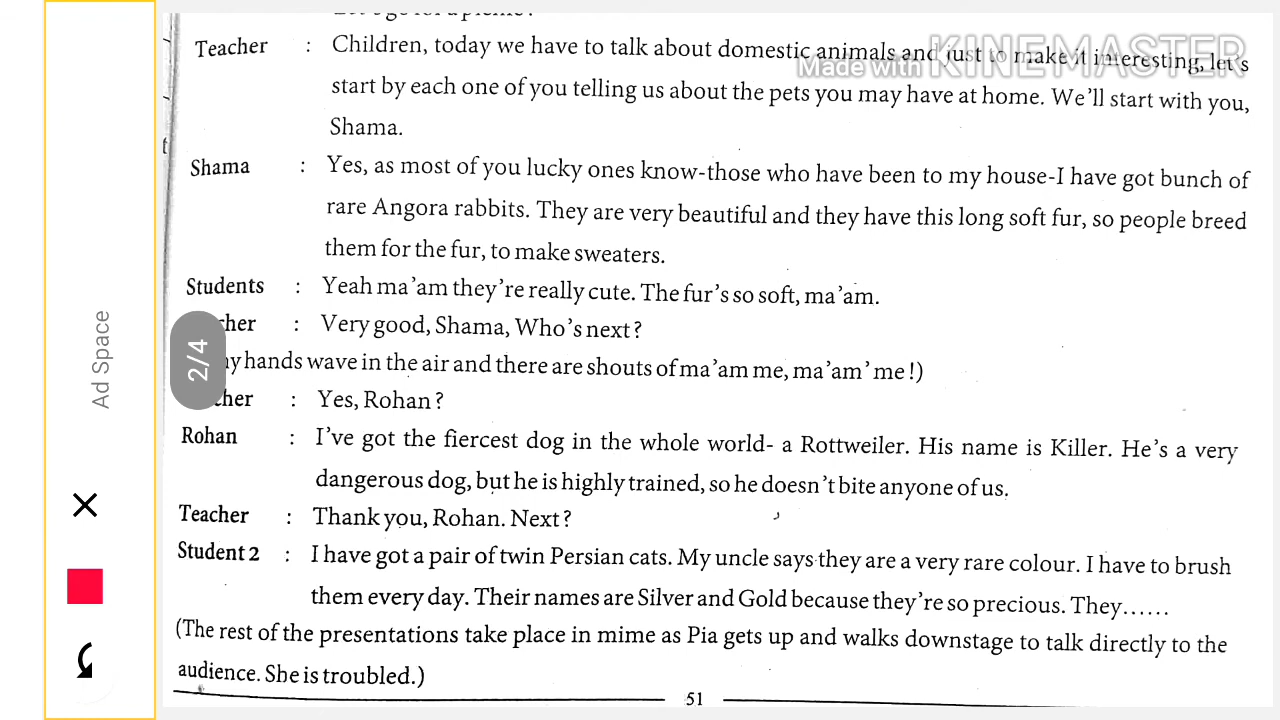 Teacher : Children, today we have to talk about domestic animals and just to make it interesting, let's
Made with KINEMASTER
start by each one of you telling us about the pets you may have at home. We'll start with you,
Shama.
Shama : Yes, as most of you lucky ones know-those who have been to my house-I have got bunch of
rare Angora rabbits. They are very beautiful and they have this long soft fur, so people breed
them for the fur, to make sweaters.
Students : Yeah ma'am they're really cute. The fur's so soft, ma'am.
cher : Very good, Shama, Who's next?
2/4
Ad Space
hands wave in the air and there are shouts of ma'am me, ma'am' me!)
cher : Yes, Rohan?
Rohan : I've got the fiercest dog in the whole world- a Rottweiler. His name is Killer. He's a very
dangerous dog, but he is highly trained, so he doesn't bite anyone of us.
Teacher : Thank you, Rohan. Next?
Student 2 : I have got a pair of twin Persian cats. My uncle says they are a very rare colour. I have to brush
them every day. Their names are Silver and Gold because they're so precious. They......
(The rest of the presentations take place in mime as Pia gets up and walks downstage to talk directly to the
audience. She is troubled.)
51